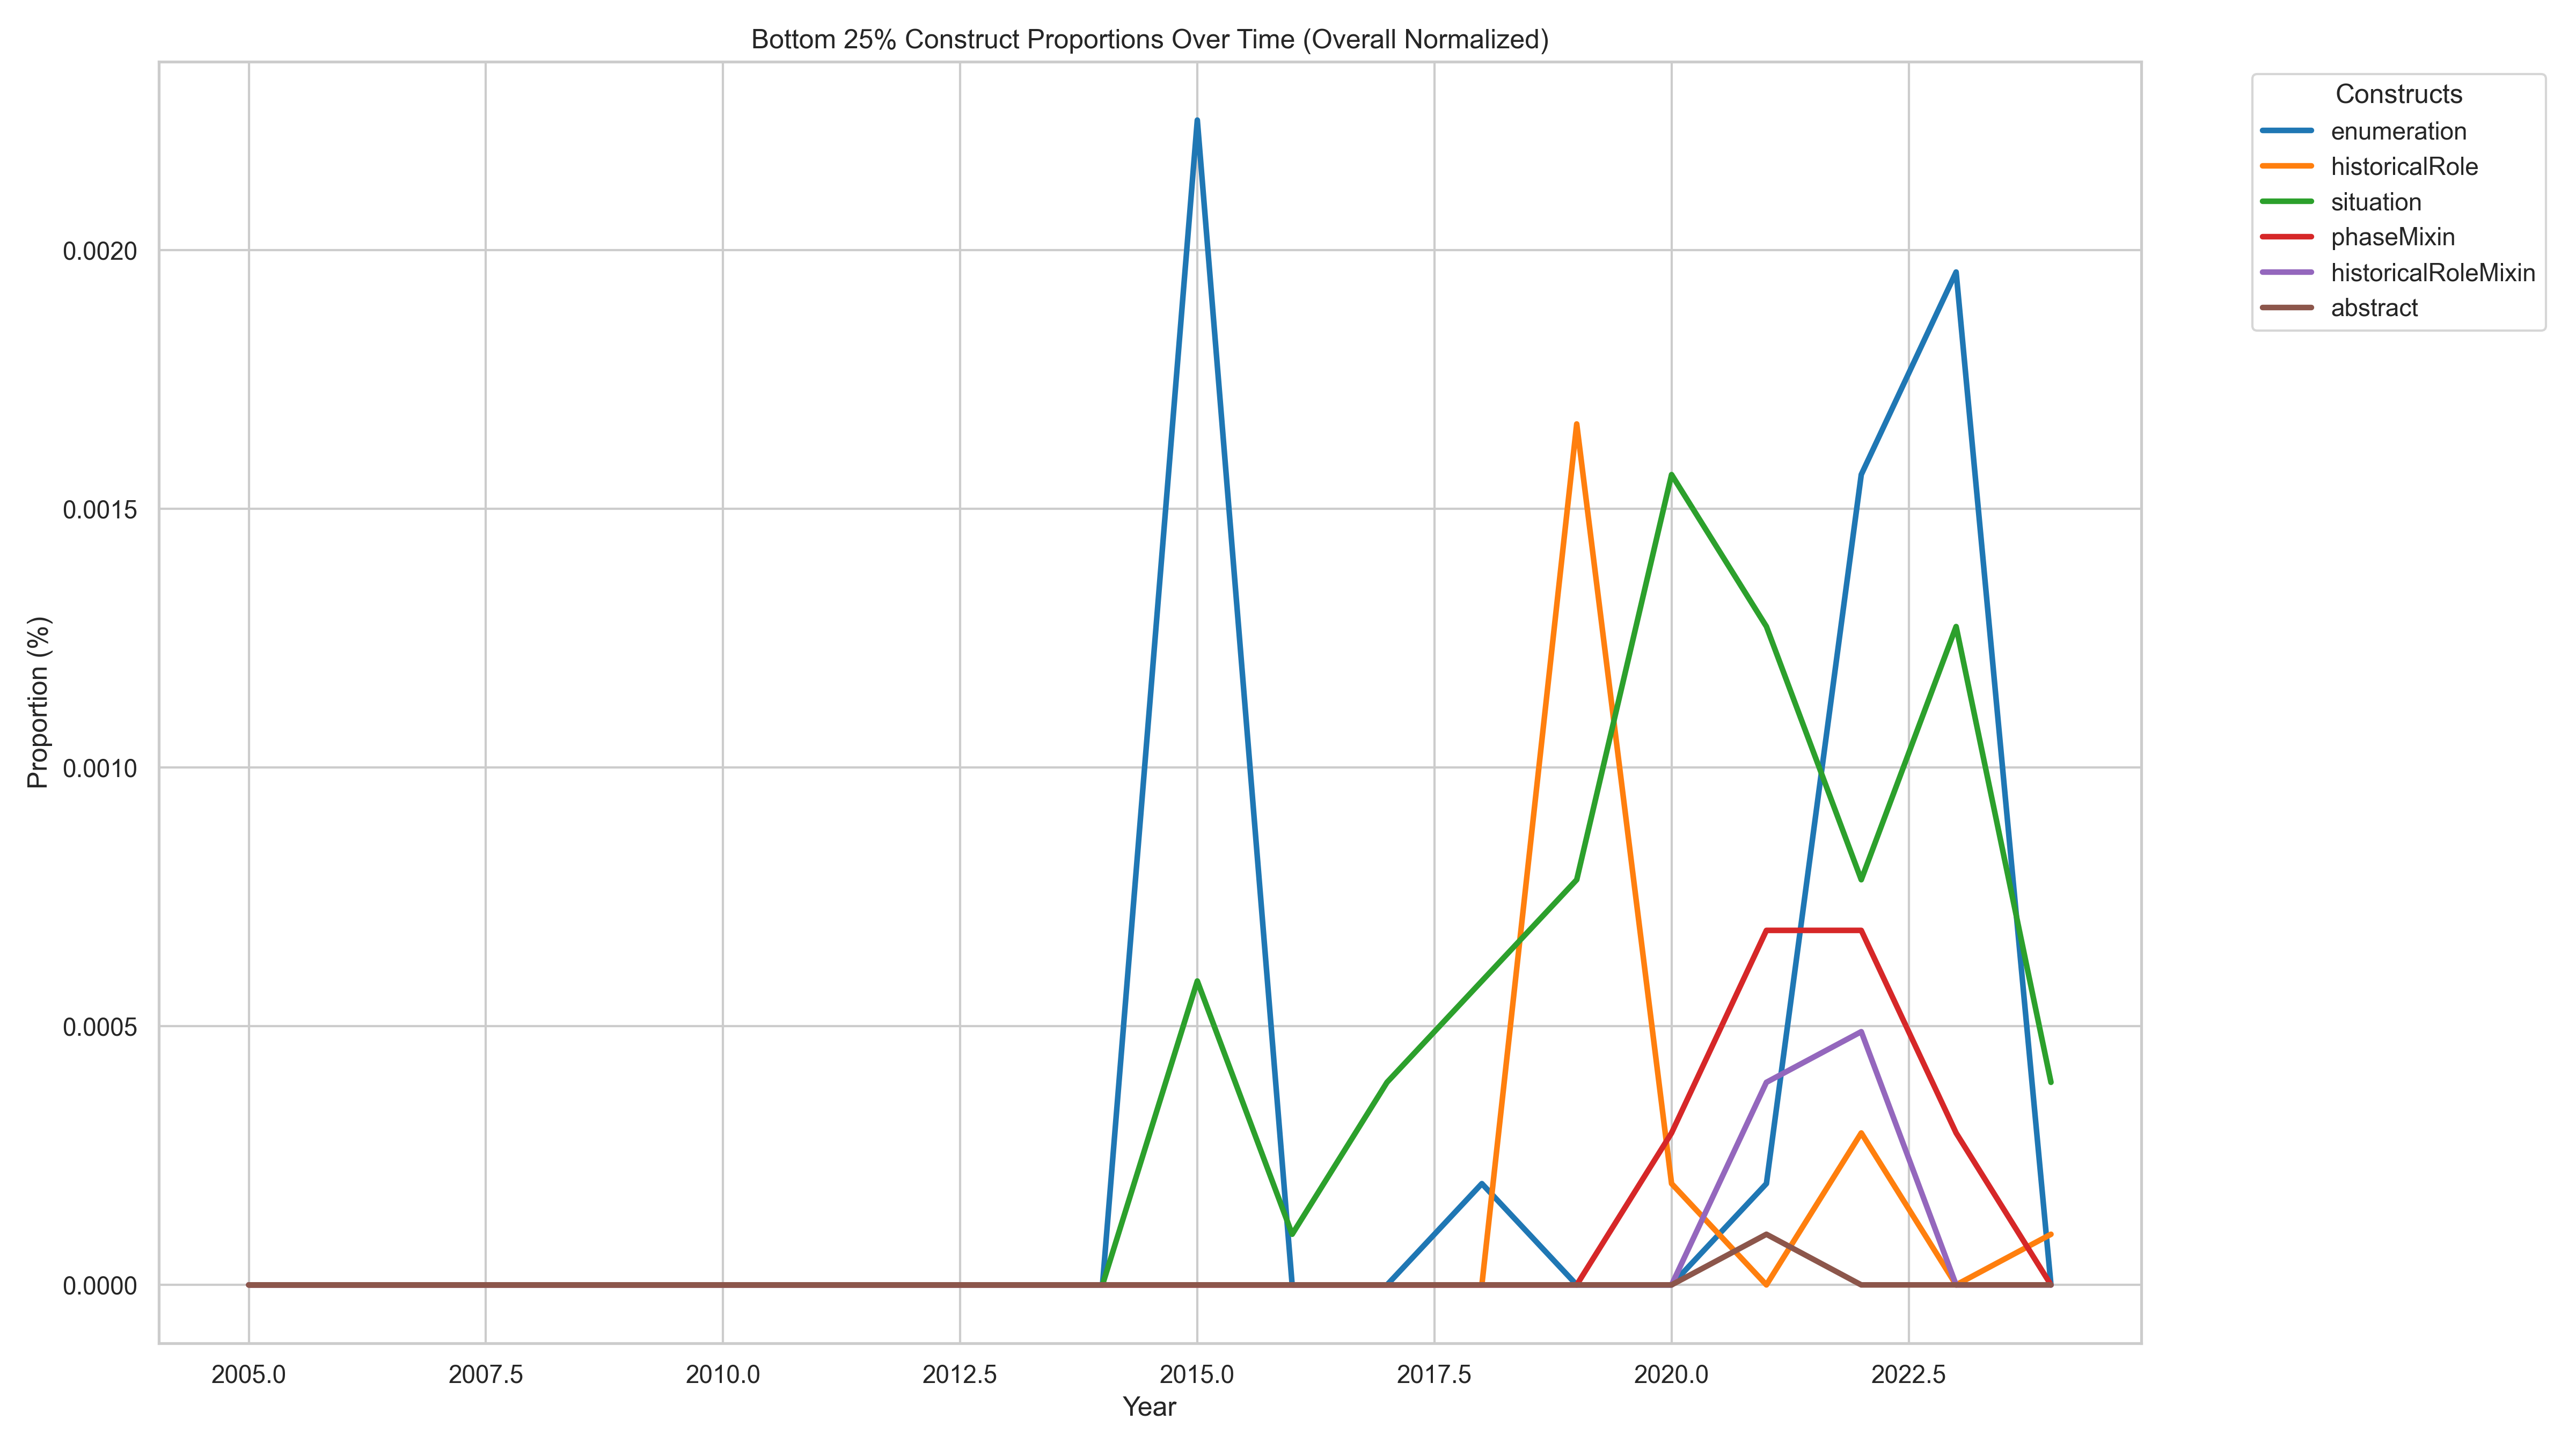 Bottom 25% Construct Proportions Over Time (Overall Normalized)
Constructs
enumeration
historicalRole
situation
phaseMixin
historicalRoleMixin
abstract
Proportion (%)
0.0020
0.0015
0.0010
0.0005
0.0000
2005.0 2007.5 2010.0 2012.5 2015.0 2017.5 2020.0 2022.5
Year